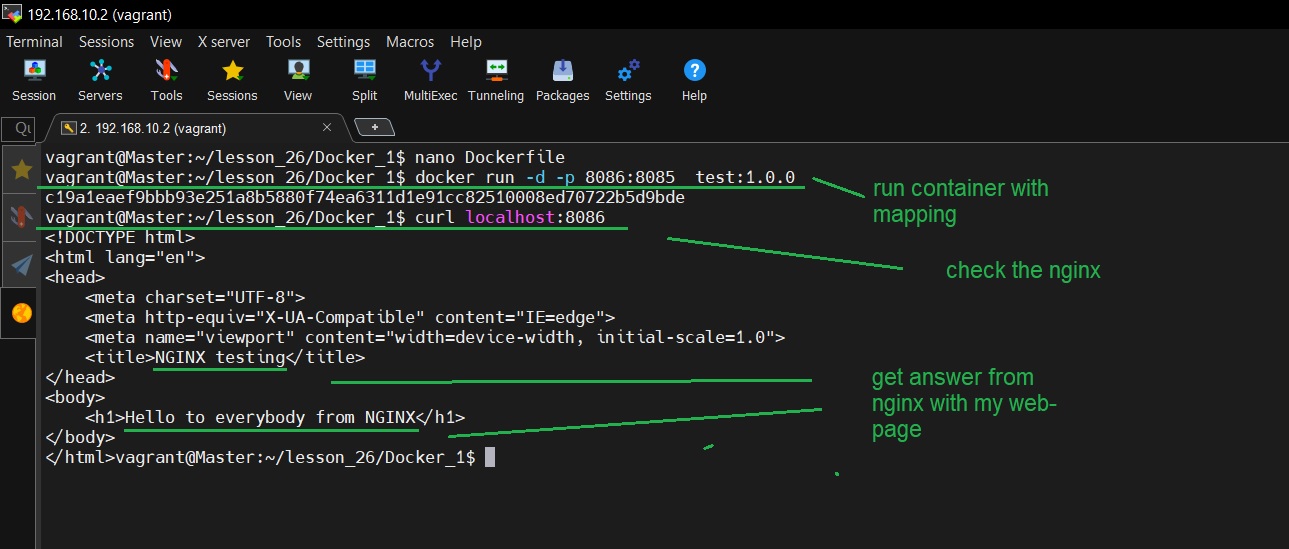 192.168.10.2 (vagrant)
Terminal Sessions View X server Tools Settings Macros Help
Session Servers Tools Sessions View Split MultiExec Tunneling Packages Settings Help
2. 192.168.10.2 (vagrant)
vagrant@Master:~/lesson_26/Docker_1$ nano Dockerfile
vagrant@Master:~/lesson_26/Docker_1$ docker run -d -p 8086:8085  test:1.0.0
c19a1eaef9bbb93e251a8b5880f74ea6311d1e91cc82510008ed70722b5d9bde
vagrant@Master:~/lesson_26/Docker_1$ curl localhost:8086
<!DOCTYPE html>
<html lang="en">
<head>
    <meta charset="UTF-8">
    <meta http-equiv="X-UA-Compatible" content="IE=edge">
    <meta name="viewport" content="width=device-width, initial-scale=1.0">
    <title>NGINX testing</title>
</head>
<body>
    <h1>Hello to everybody from NGINX</h1>
</body>
</html>vagrant@Master:~/lesson_26/Docker_1$
run container with
mapping
check the nginx
get answer from
nginx with my web-
page